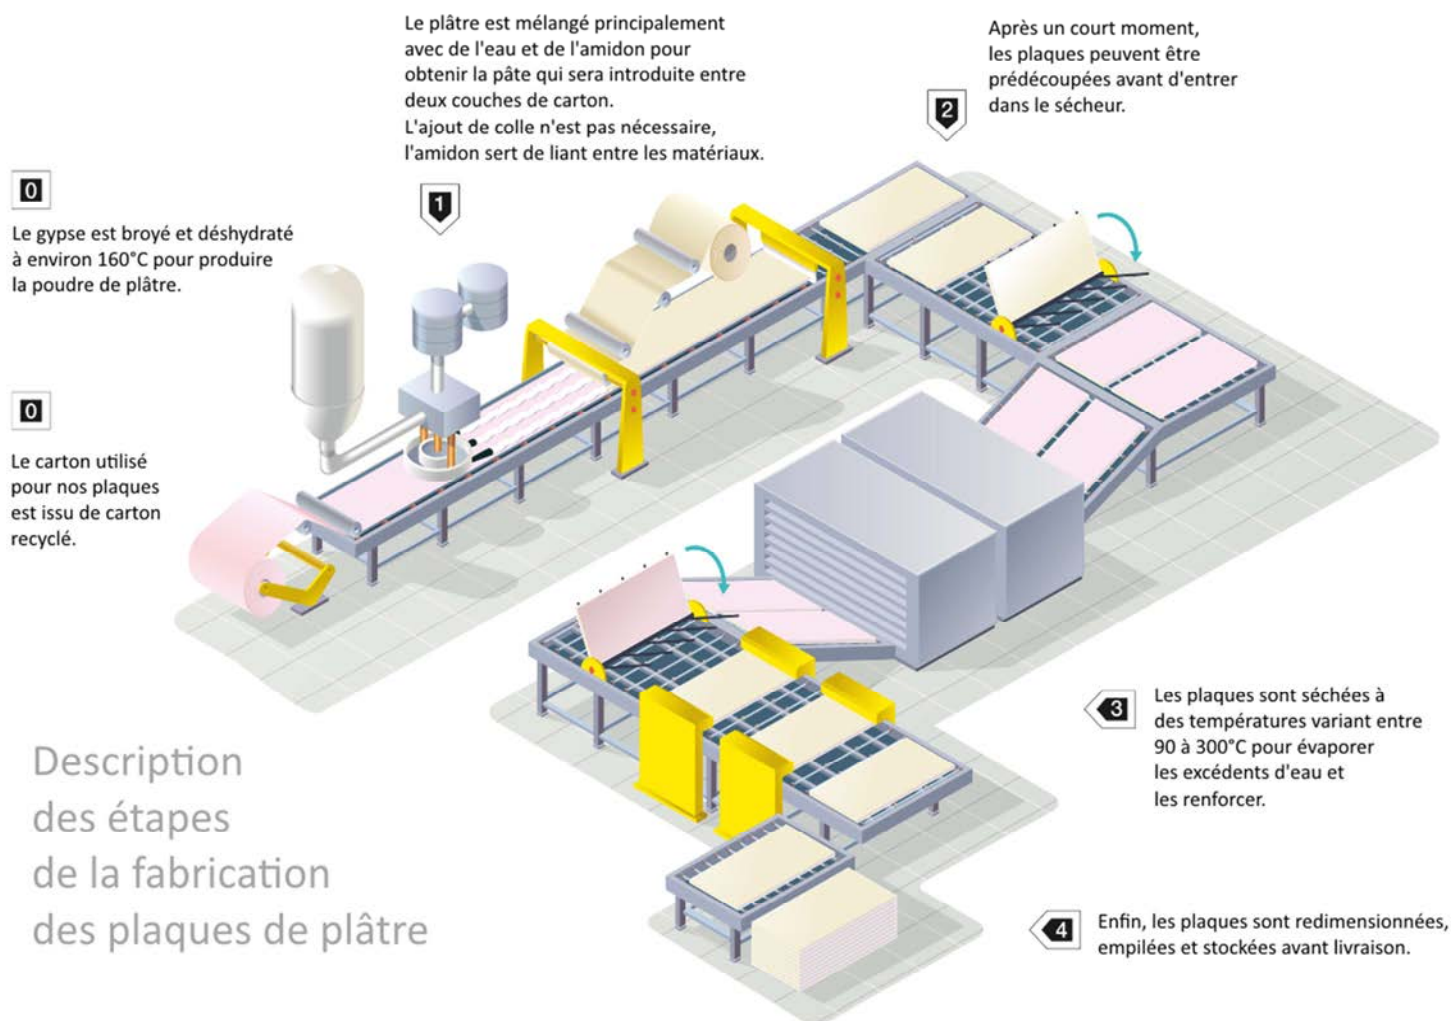 0
Le gypse est broyé et déshydraté
à environ 160°C pour produire
la poudre de plâtre.
0
Le carton utilisé
pour nos plaques
est issu de carton
recyclé.
Le plâtre est mélangé principalement
avec de l'eau et de l'amidon pour
obtenir la pâte qui sera introduite entre
deux couches de carton.
L'ajout de colle n'est pas nécessaire,
l'amidon sert de liant entre les matériaux.
1
Après un court moment,
les plaques peuvent être
prédécoupées avant d'entrer
dans le sécheur.
2
3
Les plaques sont séchées à
des températures variant entre
90 à 300°C pour évaporer
les excédents d'eau et
les renforcer.
4
Enfin, les plaques sont redimensionnées,
empilées et stockées avant livraison.
Description
des étapes
de la fabrication
des plaques de plâtre